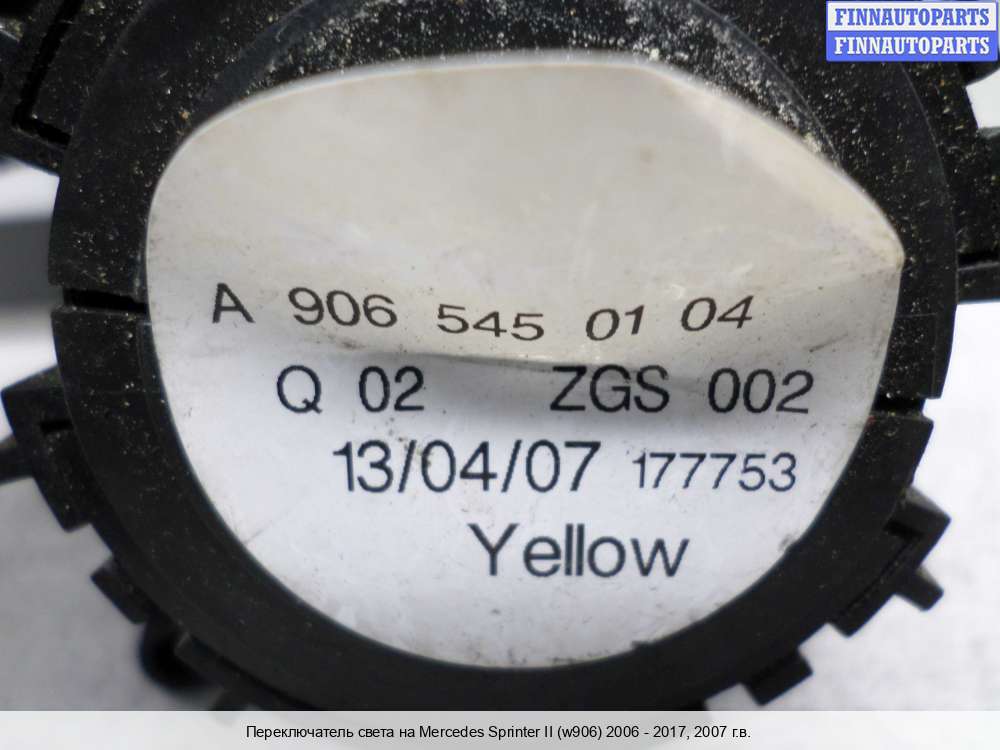 FINNAUTOPARTS
FINNAUTOPARTS
A 906 545 01 04
Q 02 ZGS 002
13/04/07 177753
Yellow
Переключатель света на Mercedes Sprinter II (w906) 2006 - 2017, 2007 г.в.